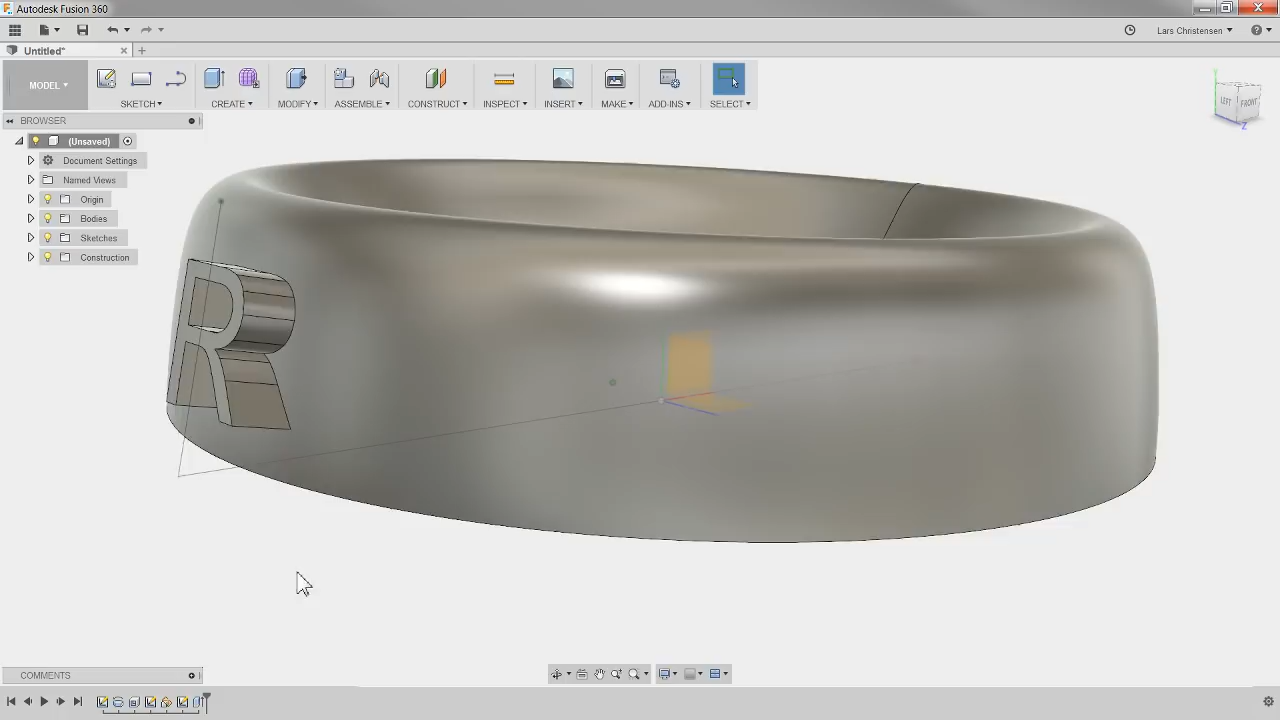 Autodesk Fusion 360
Lars Christensen
Untitled*
MODEL
SKETCH
CREATE
MODIFY
ASSEMBLE
CONSTRUCT
INSPECT
INSERT
MAKE
ADD-INS
SELECT
LEFT
FRONT
Z
BROWSER
(Unsaved)
Document Settings
Named Views
Origin
Bodies
Sketches
Construction
R
COMMENTS